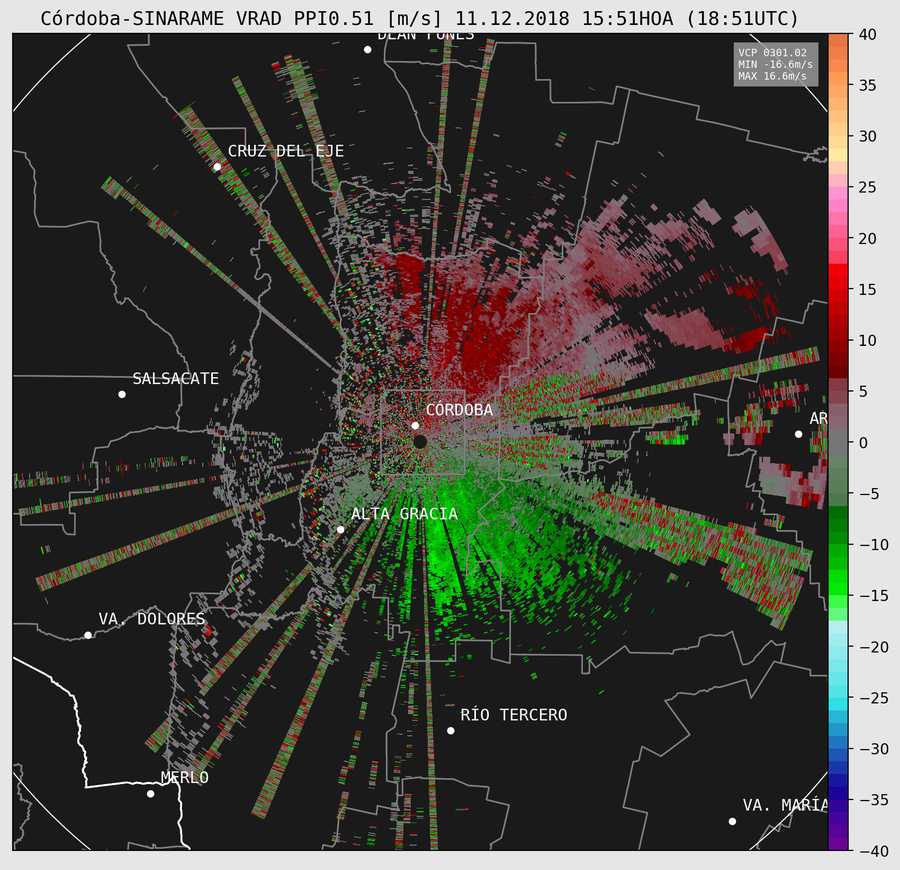 Córdoba-SINARAME VRAD PPI0.51 [m/s] 11.12.2018 15:51HOA (18:51UTC)
DEAN FUNES
VCP 0301.02
MIN -16.6m/s
MAX 16.6m/s
CRUZ DEL EJE
SALSACATE
CÓRDOBA
AR
ALTA GRACIA
VA. DOLORES
RÍO TERCERO
MERLO
VA. MARÍA
40
35
30
25
20
15
10
5
0
−5
−10
−15
−20
−25
−30
−35
−40